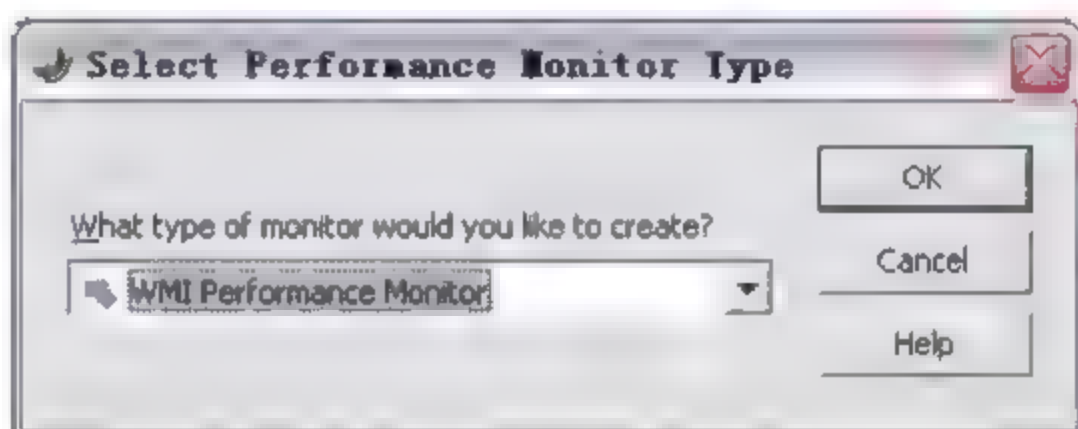 Select Performance Monitor Type
OK
What type of monitor would you like to create?
Cancel
WMI Performance Monitor
Help